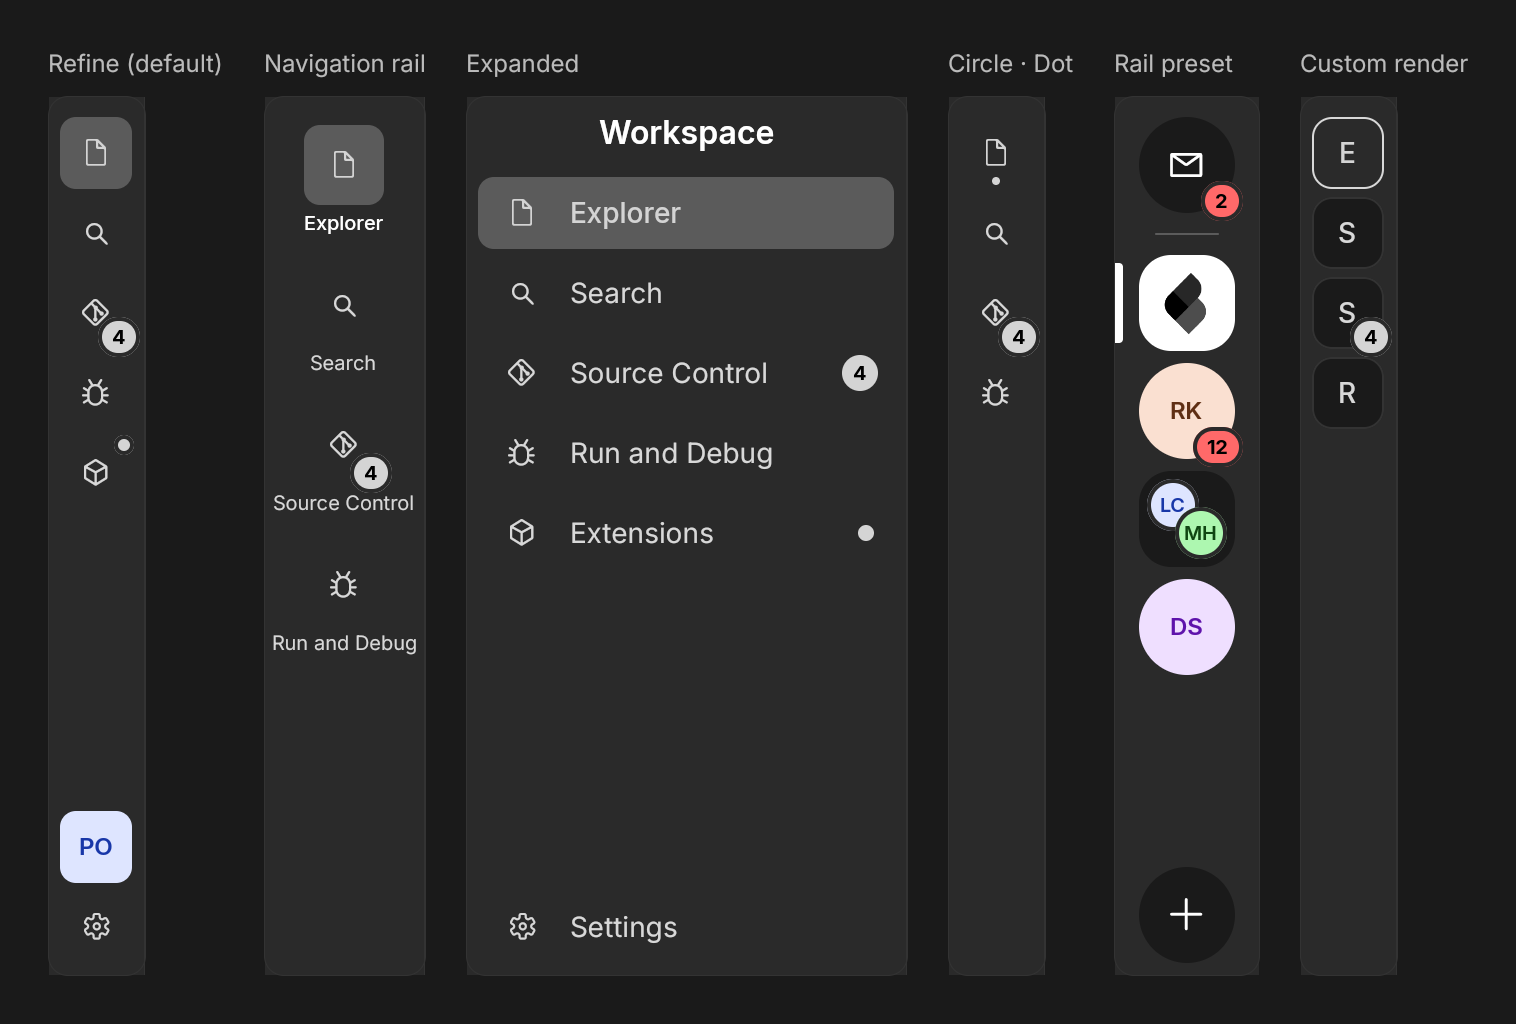 Refine (default)
4
PO
Navigation rail
Explorer
Search
4
Source Control
Run and Debug
Expanded
Workspace
Explorer
Search
Source Control 4
Run and Debug
Extensions
Settings
Circle · Dot
4
Rail preset
2
RK
12
LC
MH
DS
Custom render
E
S
S
4
R